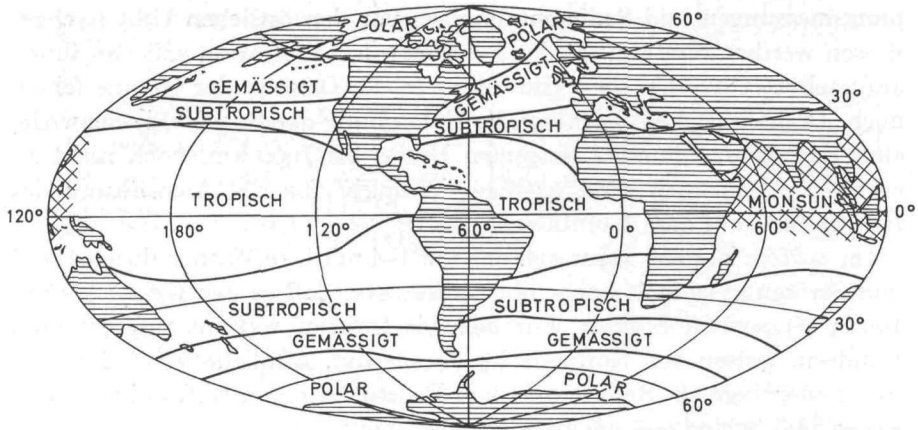 POLAR
POLAR
60°
GEMÄSSIGT
GEMÄSSIGT
30°
SUBTROPISCH
SUBTROPISCH
TROPISCH
TROPISCH
MONSUN
120°
180°
120°
60°
0°
60°
0°
SUBTROPISCH
SUBTROPISCH
GEMÄSSIGT
GEMÄSSIGT
30°
POLAR
POLAR
60°